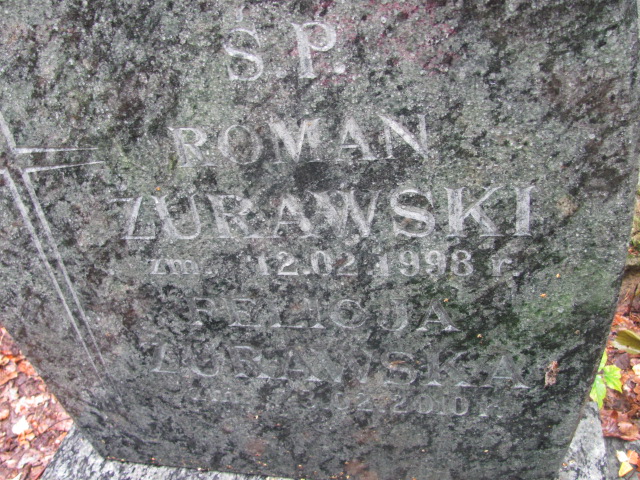 Ś.P.
ROMAN
ŻURAWSKI
zm. 12.02.1998 r.
FELICJA
ŻURAWSKA
zm. 02.2010 r.